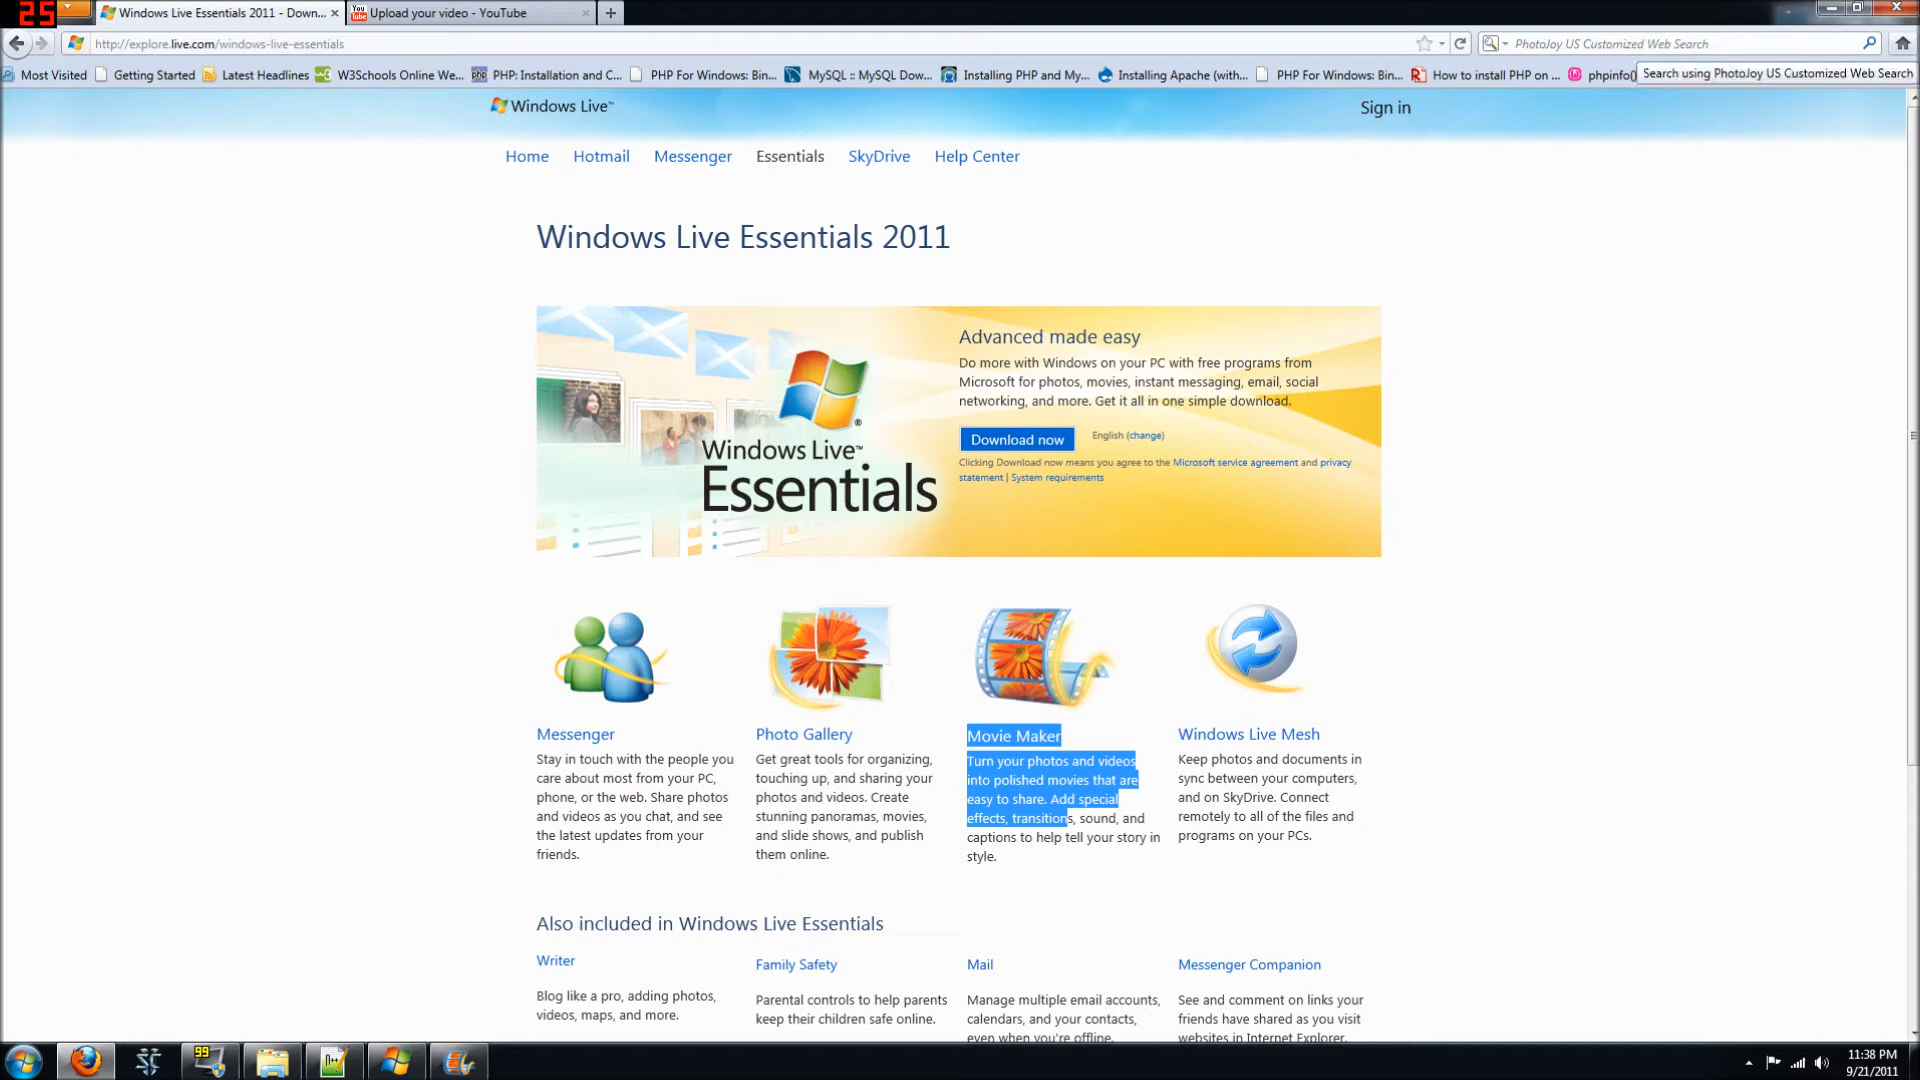 25
Windows Live Essentials 2011 - Down...
Upload your video - YouTube
http://explore.live.com/windows-live-essentials
PhotoJoy US Customized Web Search
Most Visited
Getting Started
Latest Headlines
W3Schools Online We...
PHP: Installation and C...
PHP For Windows: Bin...
MySQL :: MySQL Dow...
Installing PHP and My...
Installing Apache (with...
PHP For Windows: Bin...
How to install PHP on ...
phpinfo()
Search using PhotoJoy US Customized Web Search
Windows Live™
Sign in
Home
Hotmail
Messenger
Essentials
SkyDrive
Help Center
Windows Live Essentials 2011
Windows Live™
Essentials
Advanced made easy
Do more with Windows on your PC with free programs from
Microsoft for photos, movies, instant messaging, email, social
networking, and more. Get it all in one simple download.
Download now
English (change)
Clicking Download now means you agree to the Microsoft service agreement and privacy
statement | System requirements
Messenger
Stay in touch with the people you
care about most from your PC,
phone, or the web. Share photos
and videos as you chat, and see
the latest updates from your
friends.
Photo Gallery
Get great tools for organizing,
touching up, and sharing your
photos and videos. Create
stunning panoramas, movies,
and slide shows, and publish
them online.
Movie Maker
Turn your photos and videos
into polished movies that are
easy to share. Add special
effects, transitions, sound, and
captions to help tell your story in
style.
Windows Live Mesh
Keep photos and documents in
sync between your computers,
and on SkyDrive. Connect
remotely to all of the files and
programs on your PCs.
Also included in Windows Live Essentials
Writer
Blog like a pro, adding photos,
videos, maps, and more.
Family Safety
Parental controls to help parents
keep their children safe online.
Mail
Manage multiple email accounts,
calendars, and your contacts,
even when you're offline.
Messenger Companion
See and comment on links your
friends have shared as you visit
websites in Internet Explorer.
99
11:38 PM
9/21/2011